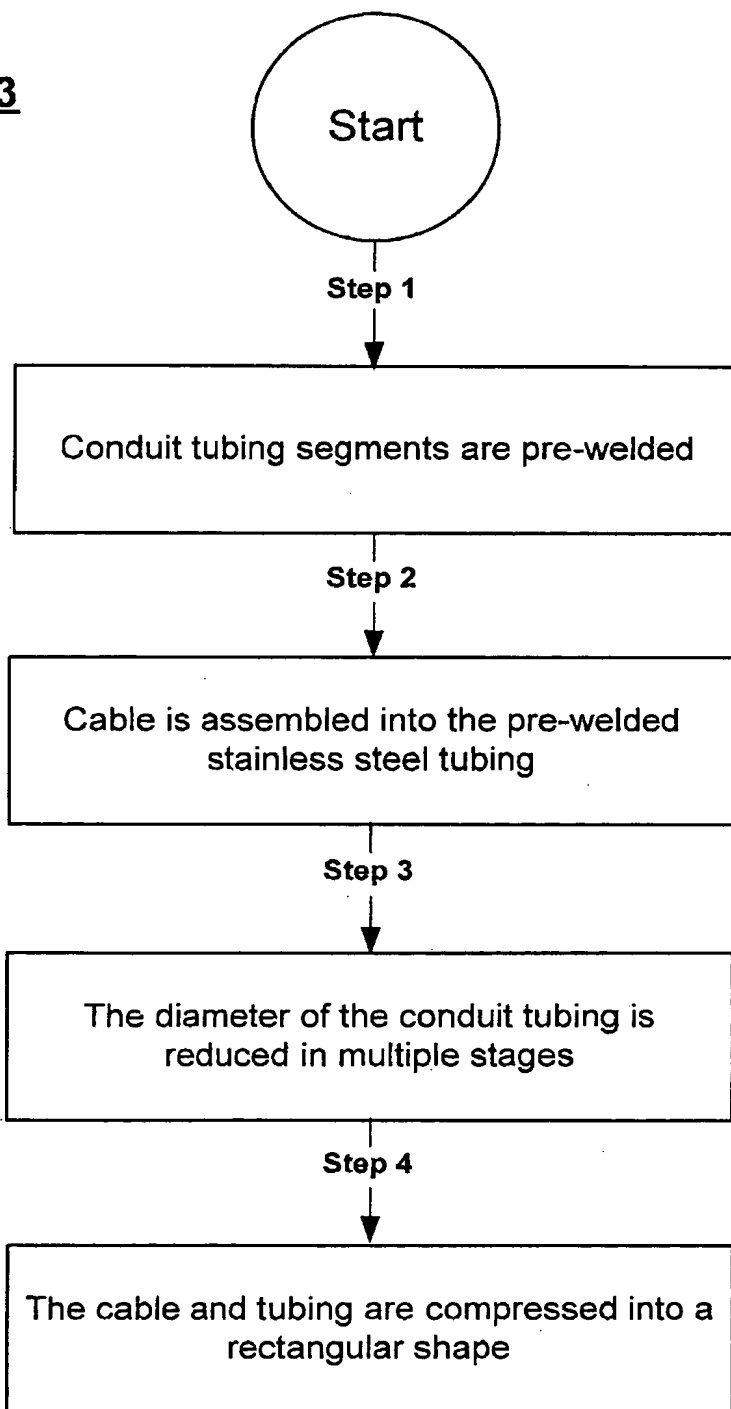 3
Start
Step 1
Conduit tubing segments are pre-welded
Step 2
Cable is assembled into the pre-welded
stainless steel tubing
Step 3
The diameter of the conduit tubing is
reduced in multiple stages
Step 4
The cable and tubing are compressed into a
rectangular shape